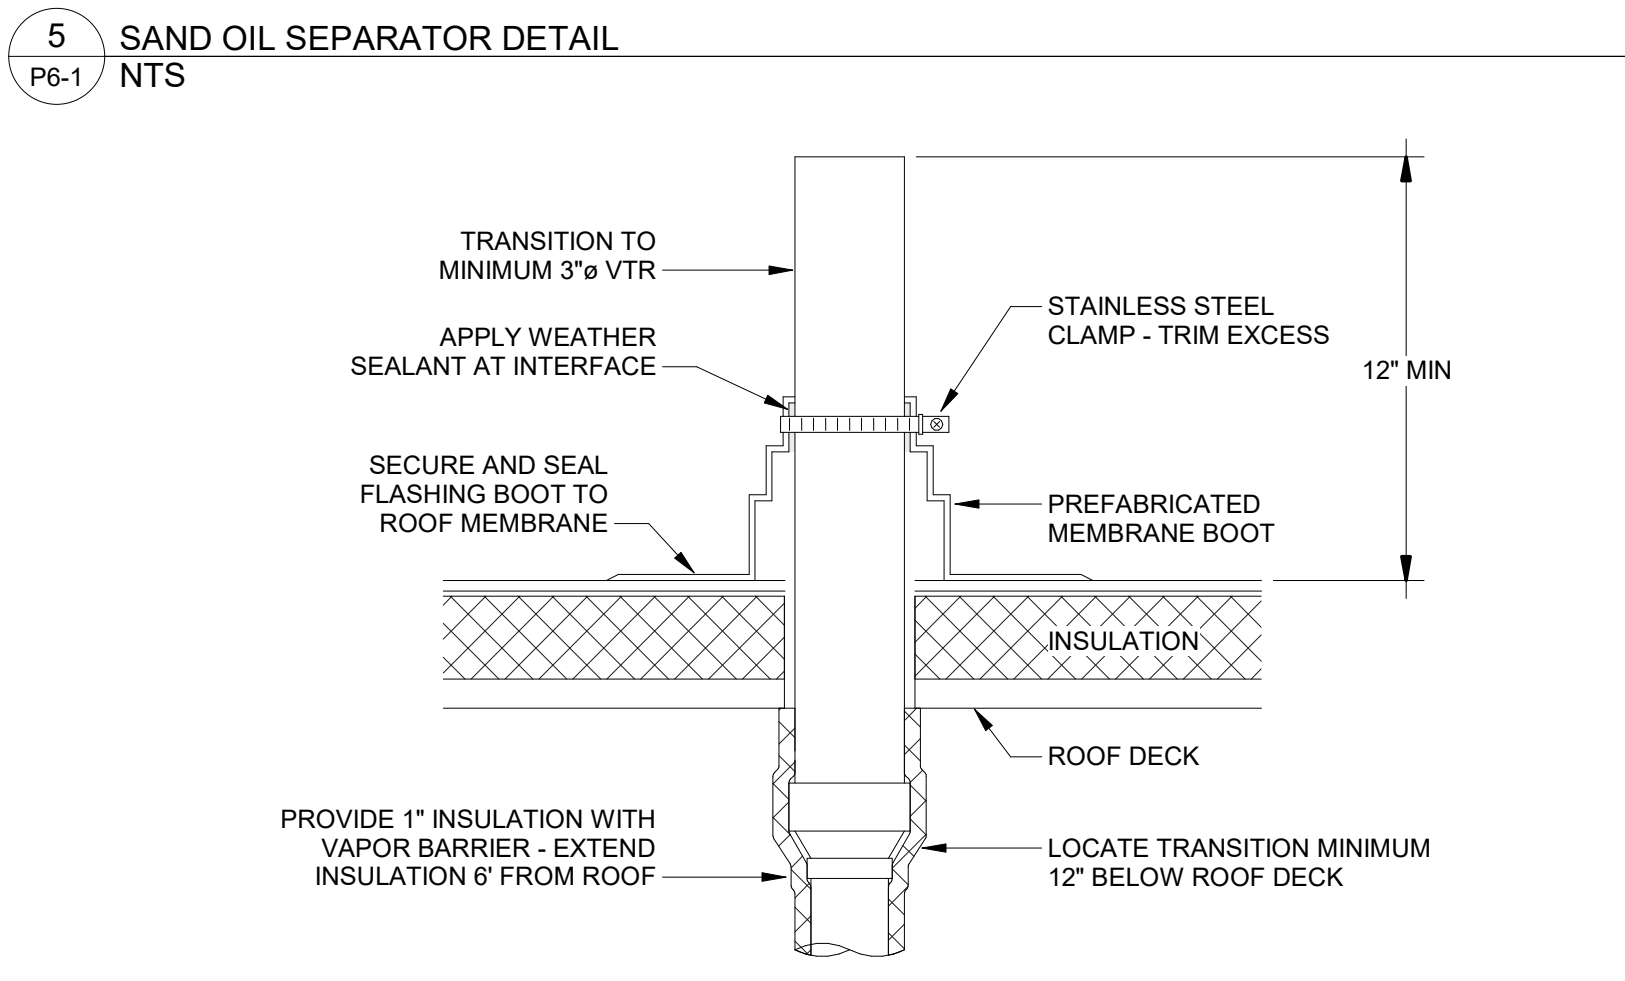 5
SAND OIL SEPARATOR DETAIL
P6-1
NTS
TRANSITION TO
MINIMUM 3"ø VTR
STAINLESS STEEL
CLAMP - TRIM EXCESS
APPLY WEATHER
SEALANT AT INTERFACE
12" MIN
SECURE AND SEAL
FLASHING BOOT TO
ROOF MEMBRANE
PREFABRICATED
MEMBRANE BOOT
INSULATION
ROOF DECK
PROVIDE 1" INSULATION WITH
VAPOR BARRIER - EXTEND
INSULATION 6' FROM ROOF
LOCATE TRANSITION MINIMUM
12" BELOW ROOF DECK